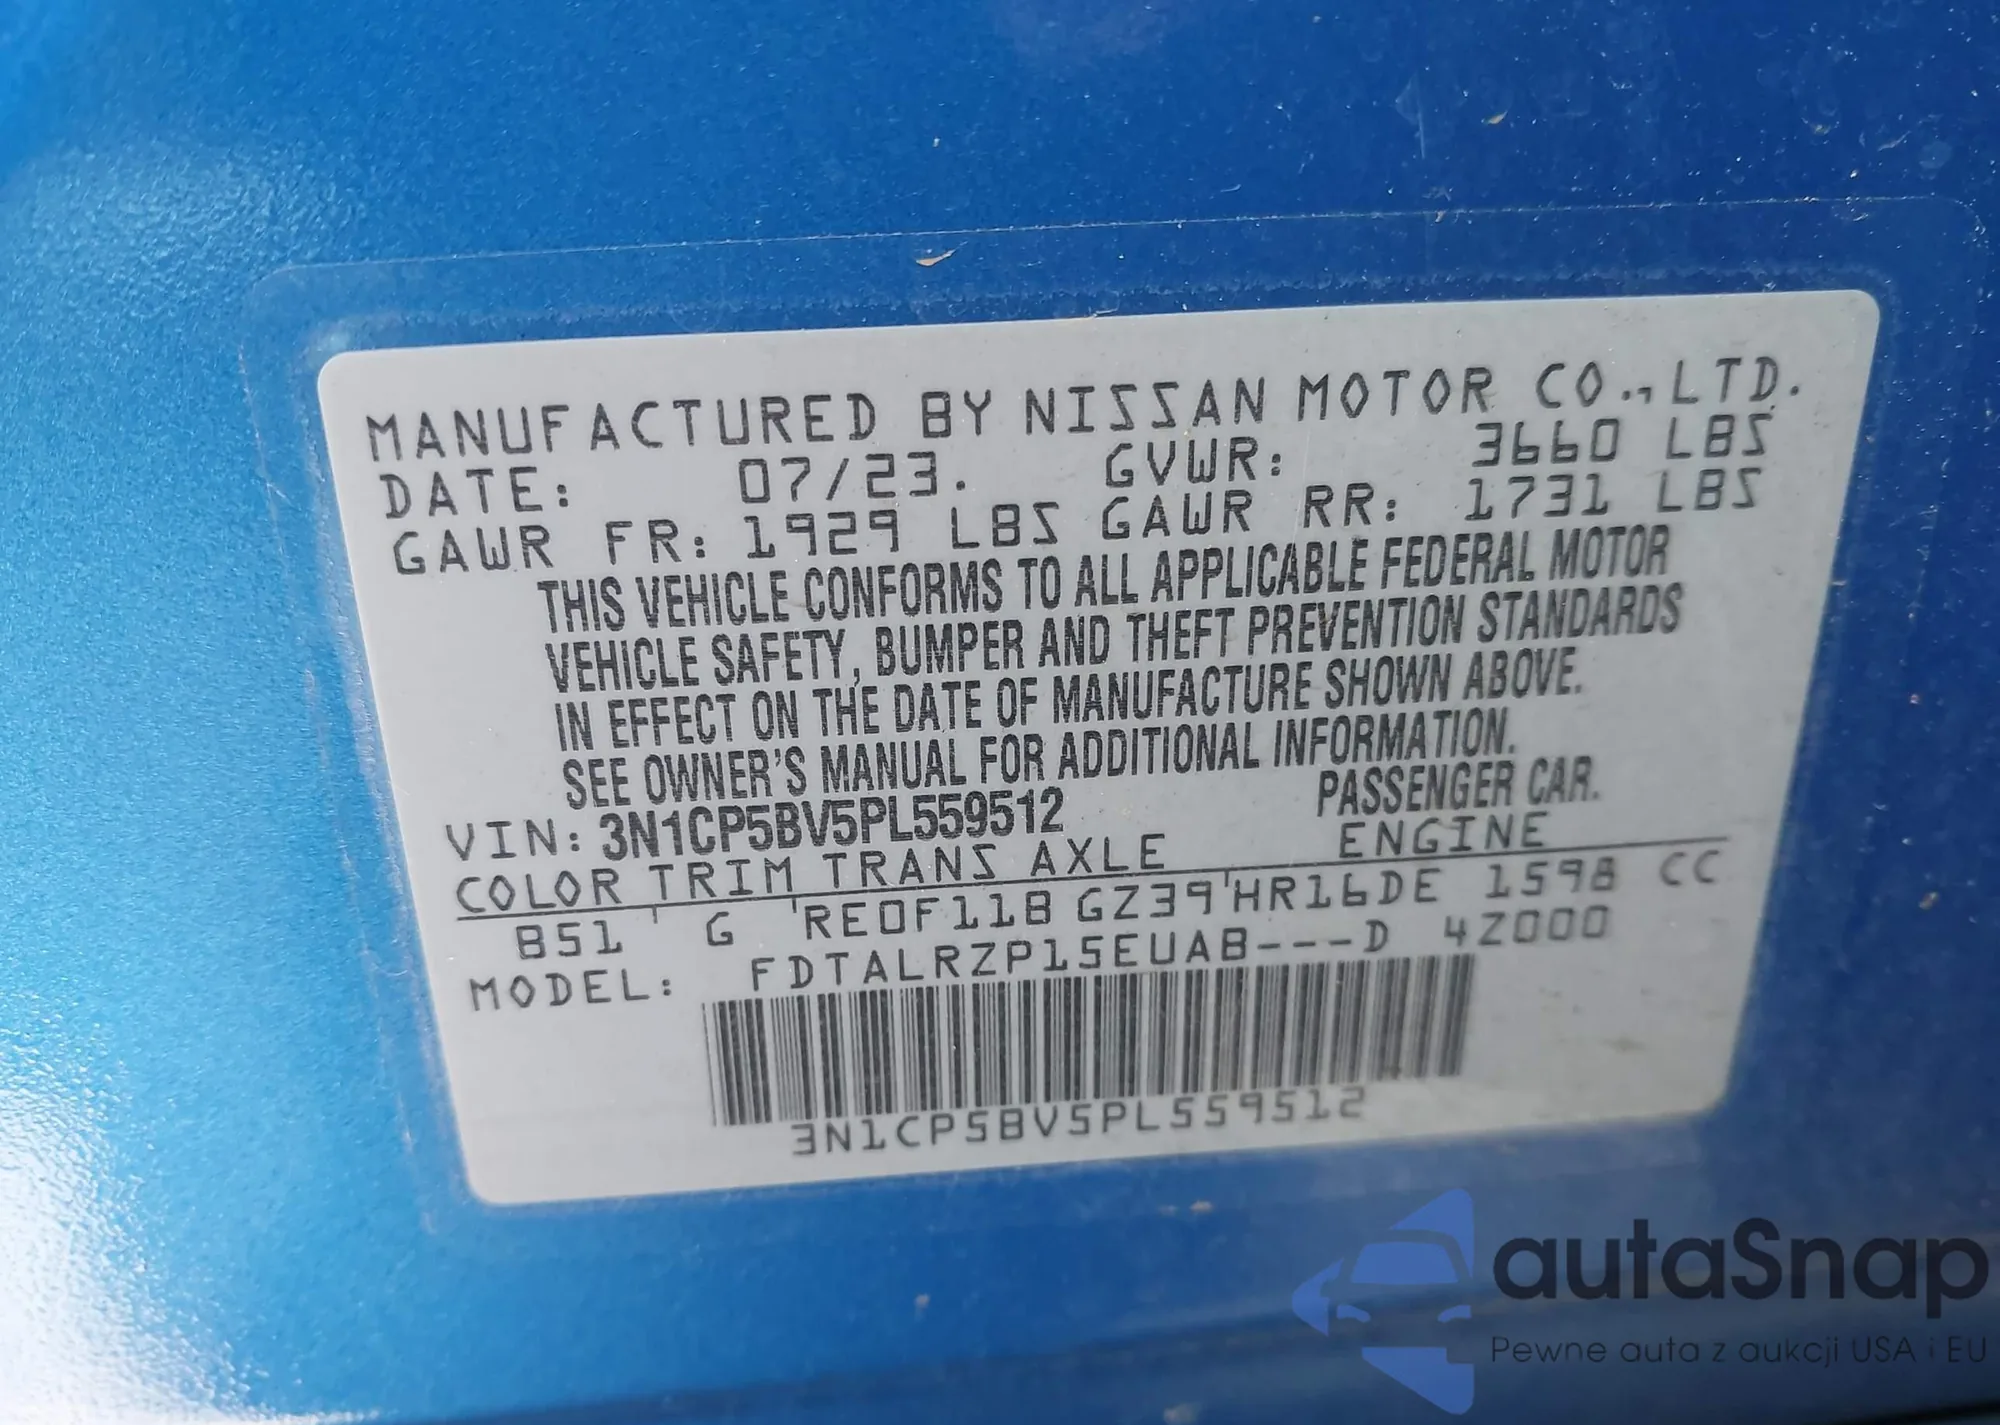 MANUFACTURED BY NISSAN MOTOR CO.,LTD.
DATE: 07/23. GVWR: 3660 LBS
GAWR FR: 1929 LBS GAWR RR: 1731 LBS
THIS VEHICLE CONFORMS TO ALL APPLICABLE FEDERAL MOTOR
VEHICLE SAFETY, BUMPER AND THEFT PREVENTION STANDARDS
IN EFFECT ON THE DATE OF MANUFACTURE SHOWN ABOVE.
SEE OWNER'S MANUAL FOR ADDITIONAL INFORMATION.
VIN: 3N1CP5BV5PL559512 PASSENGER CAR.
COLOR TRIM TRANS AXLE ENGINE
B51 G RE0F11B GZ39 HR16DE 1598 CC
MODEL: FDTALRZP15EUAB---D 4Z000
3N1CP5BV5PL559512
autaSnap
Pewne auta z aukcji USA i EU